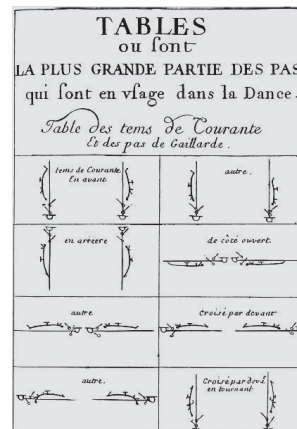 TABLES
ou ſont
LA PLUS GRANDE PARTIE DES PAS
qui ſont en vſage dans la Dance.
Table des tems de Courante
Et des pas de Gaillarde.
tems de Courante
En avant
autre.
en arriere
de côté ouvert.
autre
Croisé par devant
autre.
Croisé par devt.
en tournant